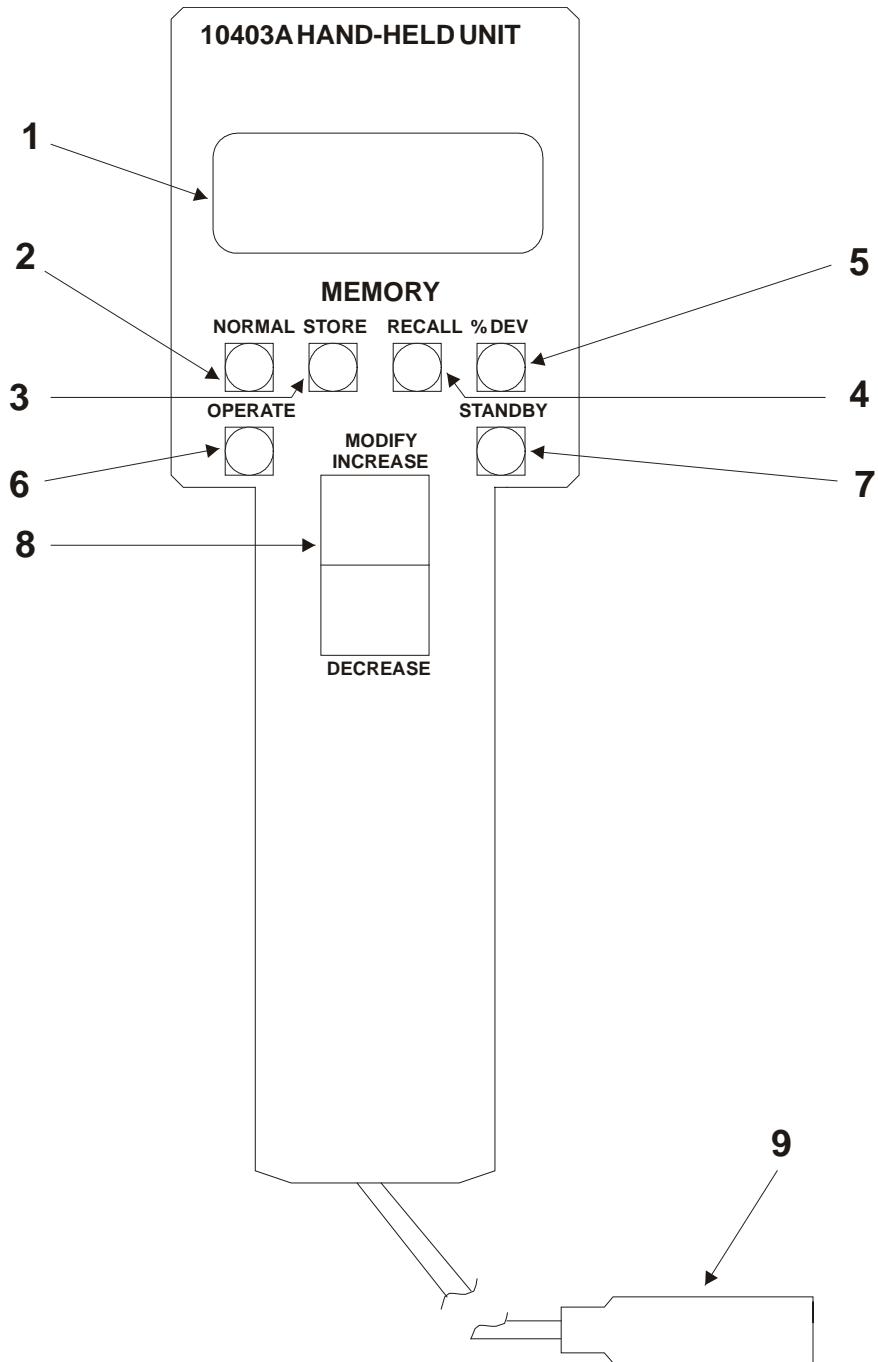 10403A HAND-HELD UNIT
1
2
5
MEMORY
NORMAL STORE RECALL % DEV
3
4
OPERATE STANDBY
MODIFY
INCREASE
6
7
8
DECREASE
9